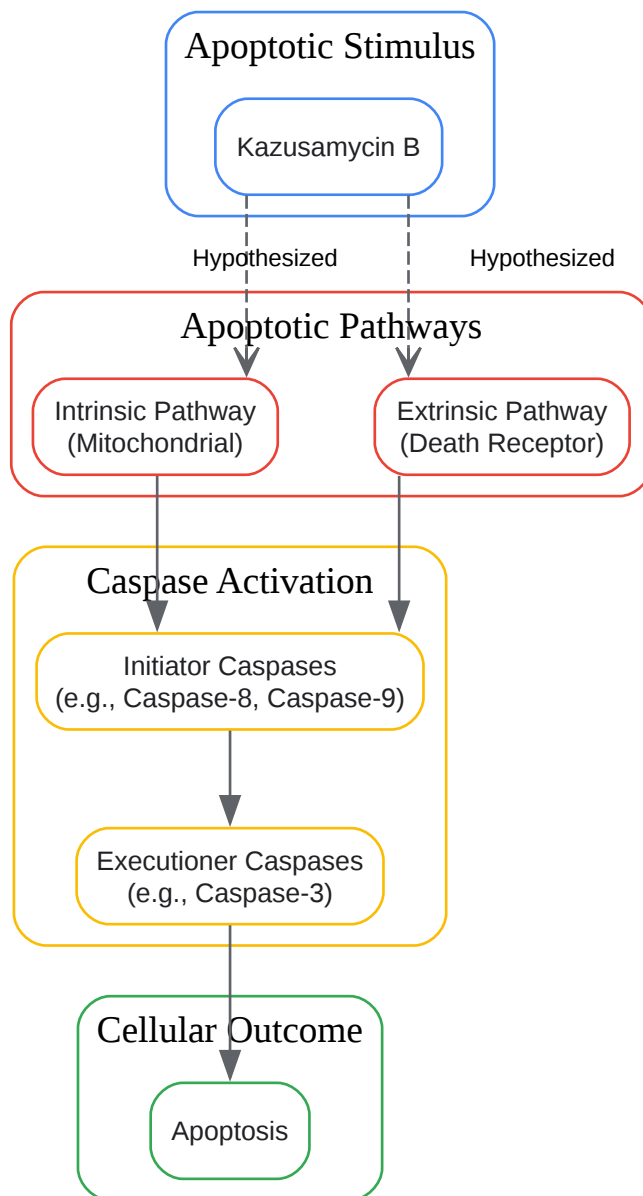 Apoptotic Stimulus
Kazusamycin B
Hypothesized
Hypothesized
Apoptotic Pathways
Intrinsic Pathway
(Mitochondrial)
Extrinsic Pathway
(Death Receptor)
Caspase Activation
Initiator Caspases
(e.g., Caspase-8, Caspase-9)
Executioner Caspases
(e.g., Caspase-3)
Cellular Outcome
Apoptosis